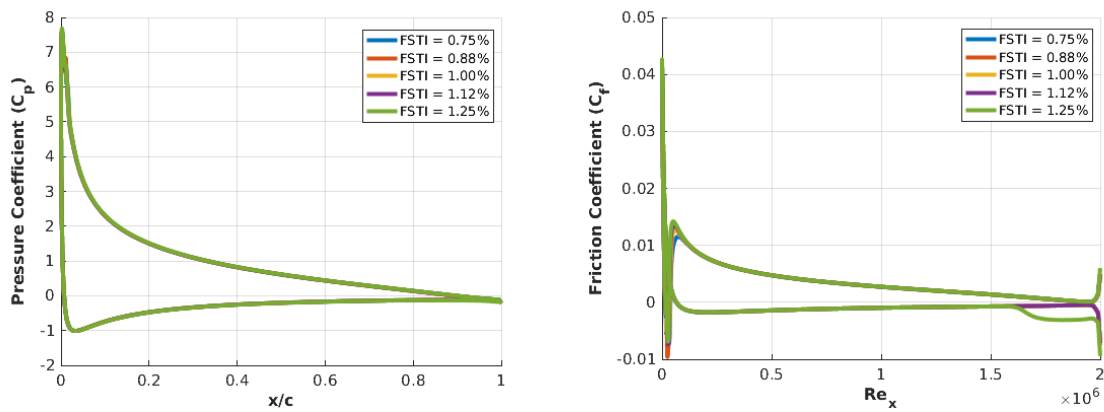 8
7
6
5
4
3
2
1
0
-1
-2
Pressure Coefficient (Cp)
0
0.2
0.4
0.6
0.8
1
x/c
FSTI = 0.75%
FSTI = 0.88%
FSTI = 1.00%
FSTI = 1.12%
FSTI = 1.25%
0.05
0.04
0.03
0.02
0.01
0
-0.01
Friction Coefficient (Cf)
0
0.5
1
1.5
2
Rex
×10^6
FSTI = 0.75%
FSTI = 0.88%
FSTI = 1.00%
FSTI = 1.12%
FSTI = 1.25%